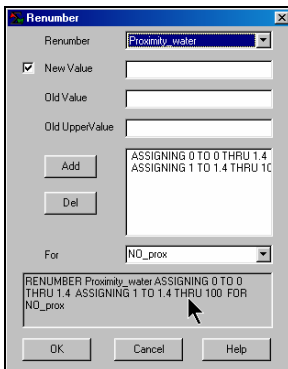 Renumber
Renumber
Proximity_water
New Value
Old Value
Old UpperValue
Add
Del
ASSIGNING 0 TO 0 THRU 1.4
ASSIGNING 1 TO 1.4 THRU 10
For
NO_prox
RENUMBER Proximity_water ASSIGNING 0 TO 0
THRU 1.4 ASSIGNING 1 TO 1.4 THRU 100 FOR
NO_prox
OK
Cancel
Help